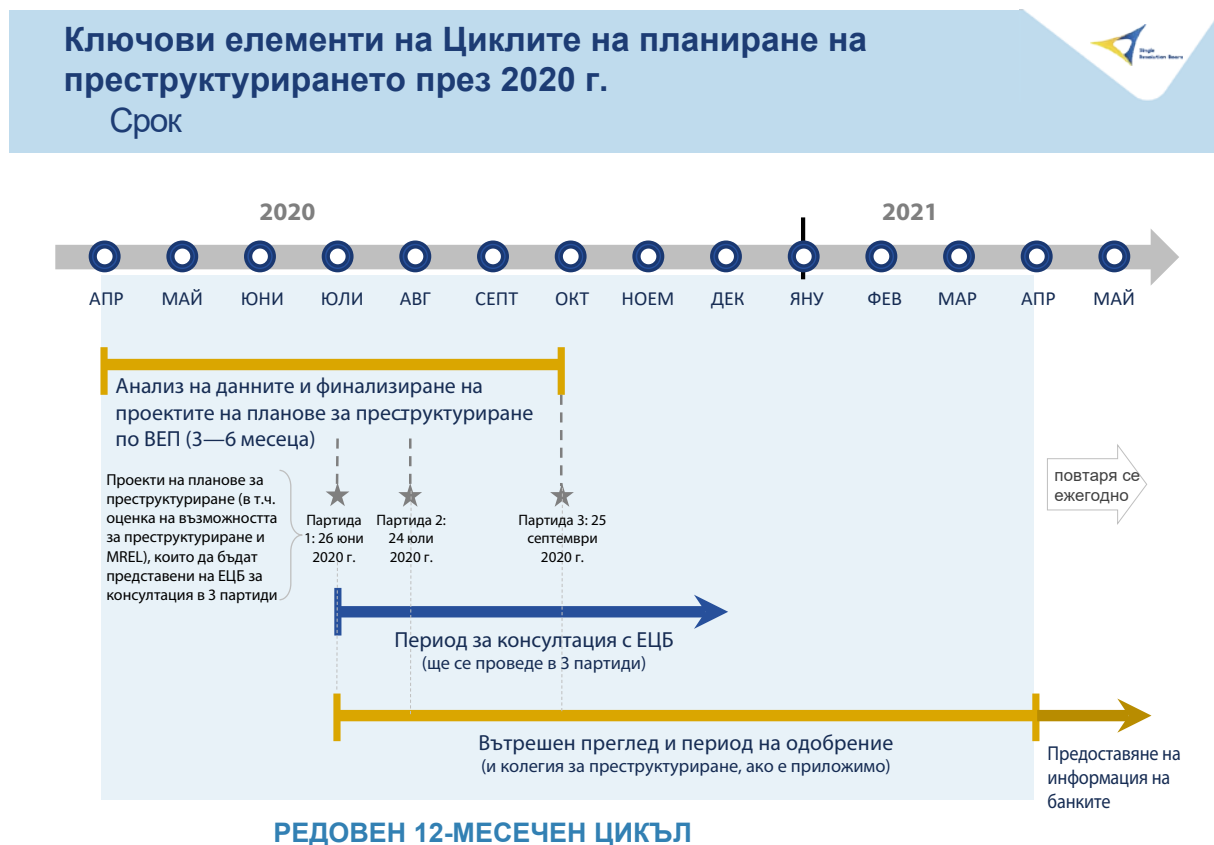 Ключови елементи на Циклите на планиране на
преструктурирането през 2020 г.
Срок
Single
Resolution Board
2020
2021
АПР
МАЙ
ЮНИ
ЮЛИ
АВГ
СЕПТ
ОКТ
НОЕМ
ДЕК
ЯНУ
ФЕВ
МАР
АПР
МАЙ
Анализ на данните и финализиране на
проектите на планове за преструктуриране
по ВЕП (3—6 месеца)
Проекти на планове за
преструктуриране (в т.ч.
оценка на възможността
за преструктуриране и
MREL), които да бъдат
представени на ЕЦБ за
консултация в 3 партиди
Партида
1: 26 юни
2020 г.
Партида 2:
24 юли
2020 г.
Партида 3: 25
септември
2020 г.
повтаря се
ежегодно
Период за консултация с ЕЦБ
(ще се проведе в 3 партиди)
Вътрешен преглед и период на одобрение
(и колегия за преструктуриране, ако е приложимо)
Предоставяне на
информация на
банките
РЕДОВЕН 12-МЕСЕЧЕН ЦИКЪЛ